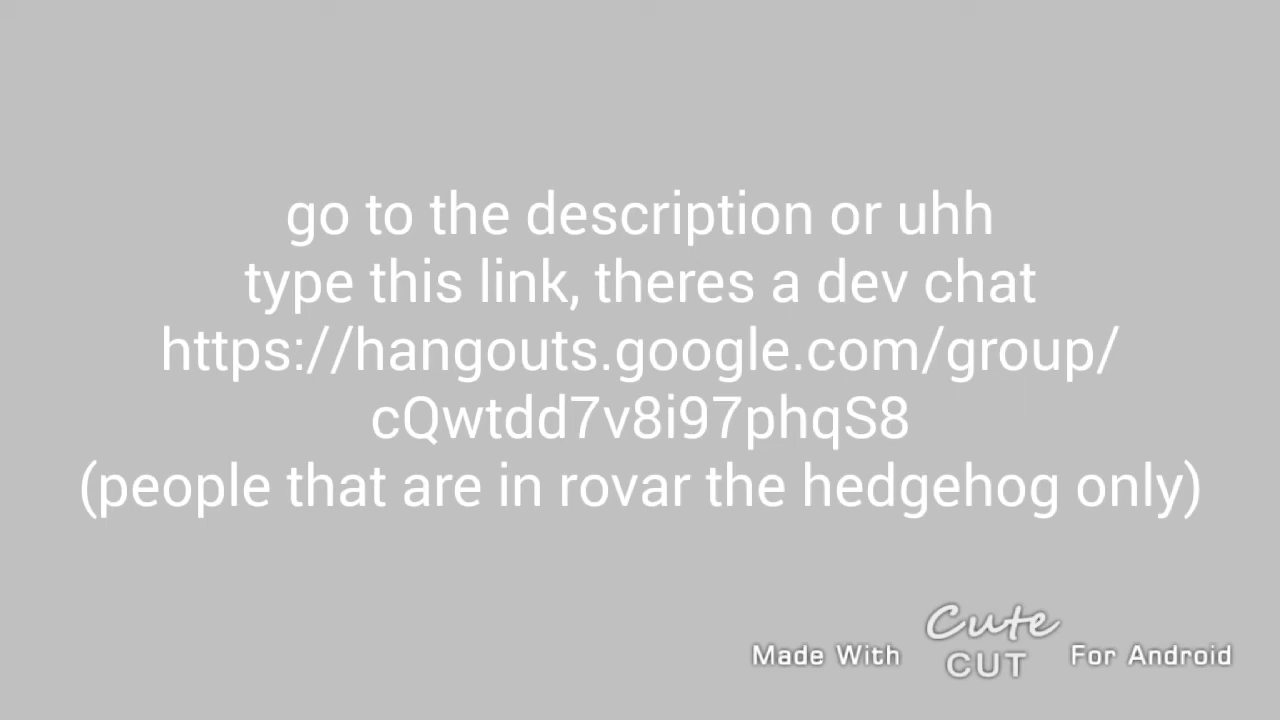 go to the description or uhh
type this link, theres a dev chat
https://hangouts.google.com/group/
cQwtdd7v8i97phqS8
(people that are in rovar the hedgehog only)
Made With Cute CUT For Android